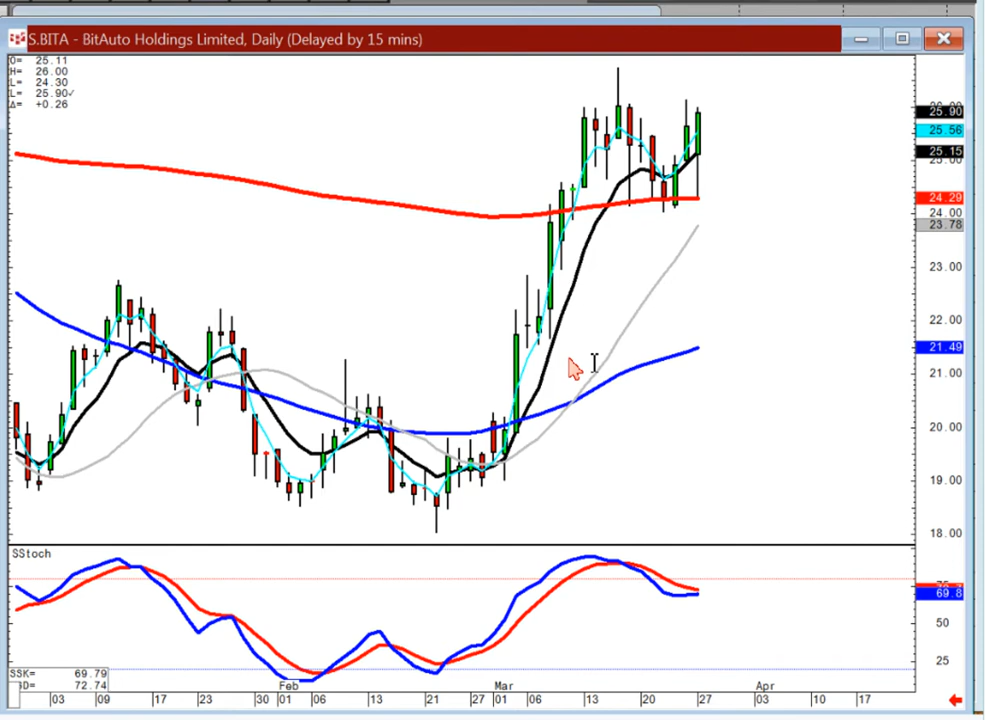 S.BITA - BitAuto Holdings Limited, Daily (Delayed by 15 mins)
O= 25.11
H= 26.00
L= 24.30
L= 25.90✓
Δ= +0.26
25.90
25.56
25.15
25.00
24.29
24.00
23.78
23.00
22.00
21.49
21.00
20.00
19.00
18.00
SStoch
69.8
50
25
SSK= 69.79
D= 72.74
Feb Mar Apr
03 09 17 23 30 01 06 13 21 27 01 06 13 20 27 03 10 17